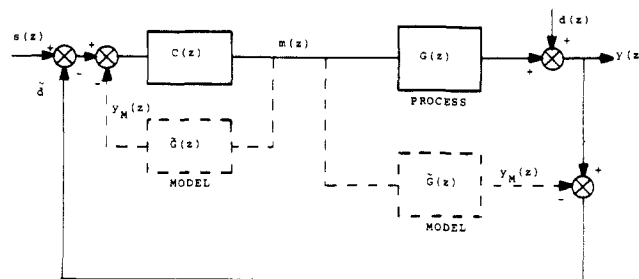 d(z)
s(z)
+
+
C(z)
m(z)
G(z)
+
+
y(z
-
d̃
-
PROCESS
y_M(z)
G̃(z)
MODEL
G̃(z)
y_M(z)
+
-
MODEL